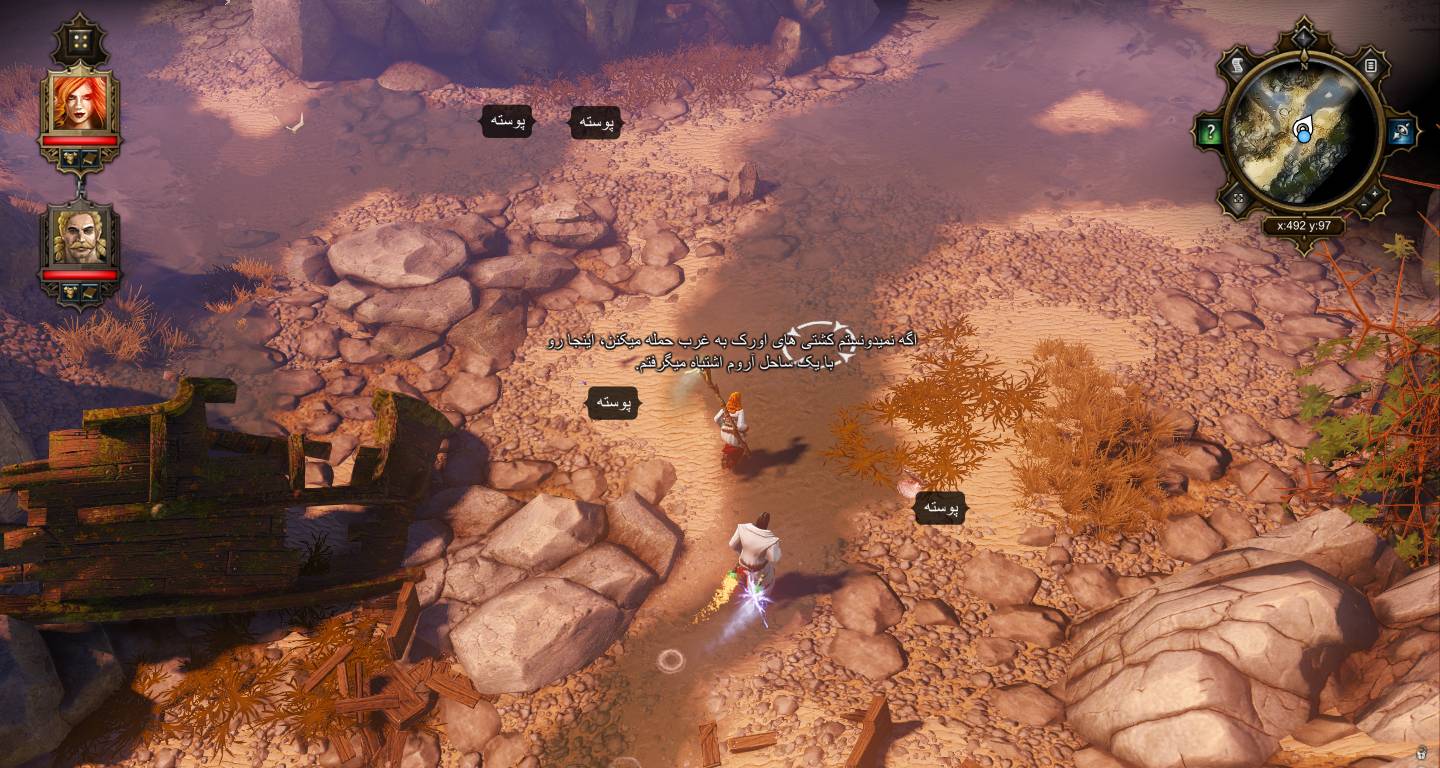 N
x:492 y:97
پوسته
پوسته
اگه نمیدونستم کشتی های اورک به غرب حمله میکنن، اینجا رو
با یک ساحل آروم اشتباه میگرفتم.
پوسته
پوسته